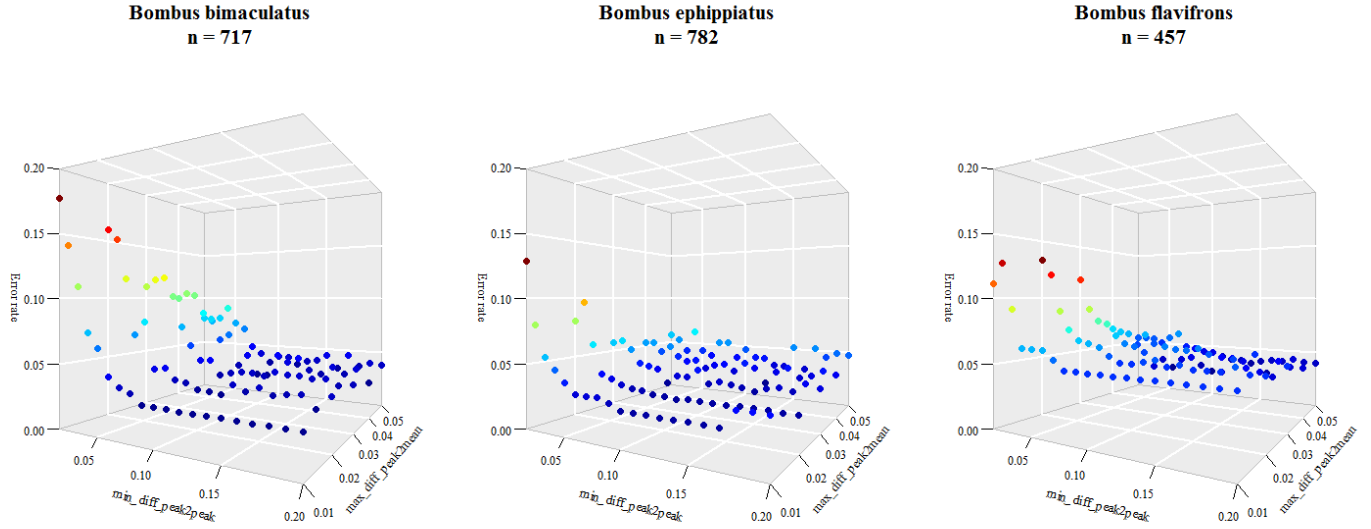 Bombus bimaculatus
n = 717
0.20
0.15
0.10
0.05
0.00
Error rate
0.05
0.10
0.15
0.20
min_diff_peak2peak
0.01
0.02
0.03
0.04
0.05
max_diff_peak2mean
Bombus ephippiatus
n = 782
0.20
0.15
0.10
0.05
0.00
Error rate
0.05
0.10
0.15
0.20
min_diff_peak2peak
0.01
0.02
0.03
0.04
0.05
max_diff_peak2mean
Bombus flavifrons
n = 457
0.20
0.15
0.10
0.05
0.00
Error rate
0.05
0.10
0.15
0.20
min_diff_peak2peak
0.01
0.02
0.03
0.04
0.05
max_diff_peak2mean